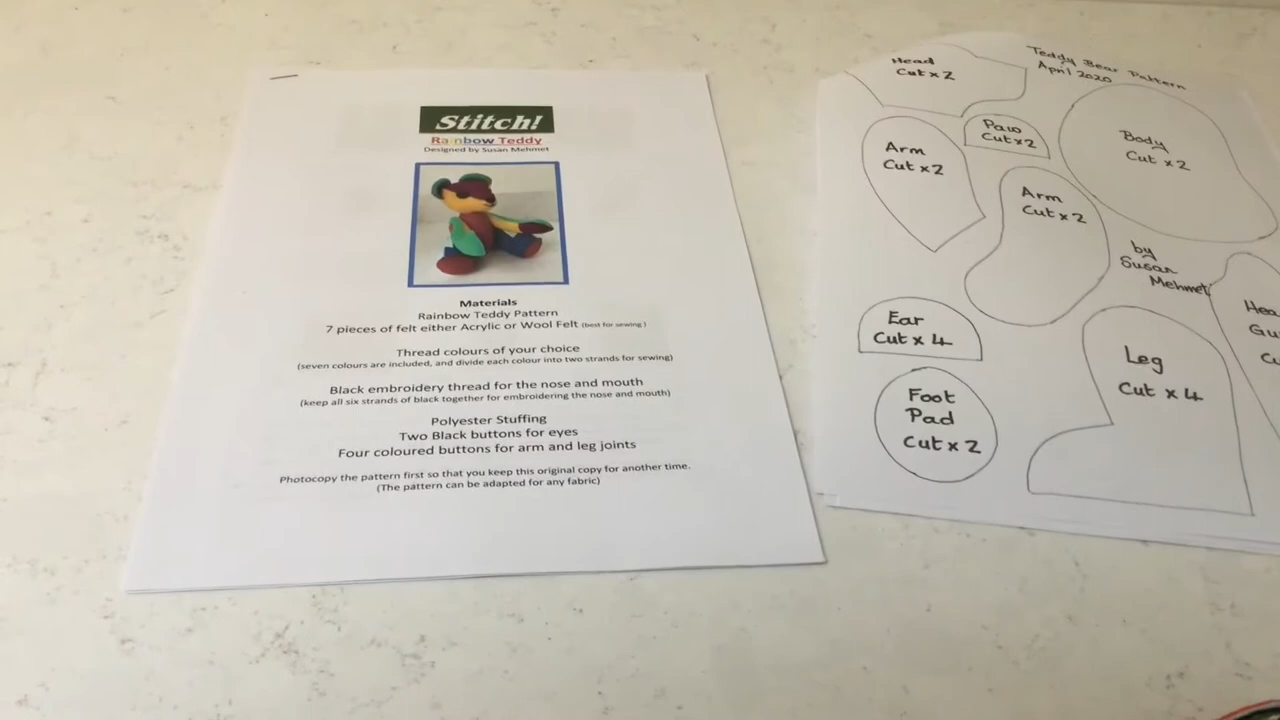 Stitch!
Rainbow Teddy
Designed by Susan Mehmet
Materials
Rainbow Teddy Pattern
7 pieces of felt either Acrylic or Wool Felt (best for sewing )
Thread colours of your choice
(seven colours are included, and divide each colour into two strands for sewing)
Black embroidery thread for the nose and mouth
(keep all six strands of black together for embroidering the nose and mouth)
Polyester Stuffing
Two Black buttons for eyes
Four coloured buttons for arm and leg joints
Photocopy the pattern first so that you keep this original copy for another time.
(The pattern can be adapted for any fabric)
Teddy Bear Pattern
April 2020
Head
Cut x 2
Paw
Cut x 2
Body
Cut x 2
Arm
Cut x 2
Arm
Cut x 2
by
Susan
Mehmet
Ear
Cut x 4
Leg
Cut x 4
Foot
Pad
Cut x 2